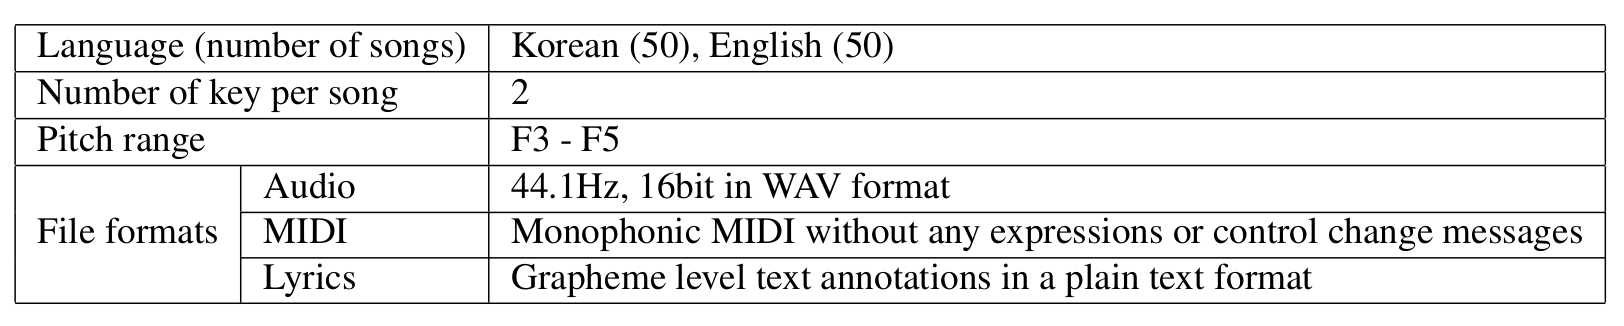 Language (number of songs) Korean (50), English (50)
Number of key per song 2
Pitch range F3 - F5
File formats
Audio 44.1Hz, 16bit in WAV format
MIDI Monophonic MIDI without any expressions or control change messages
Lyrics Grapheme level text annotations in a plain text format